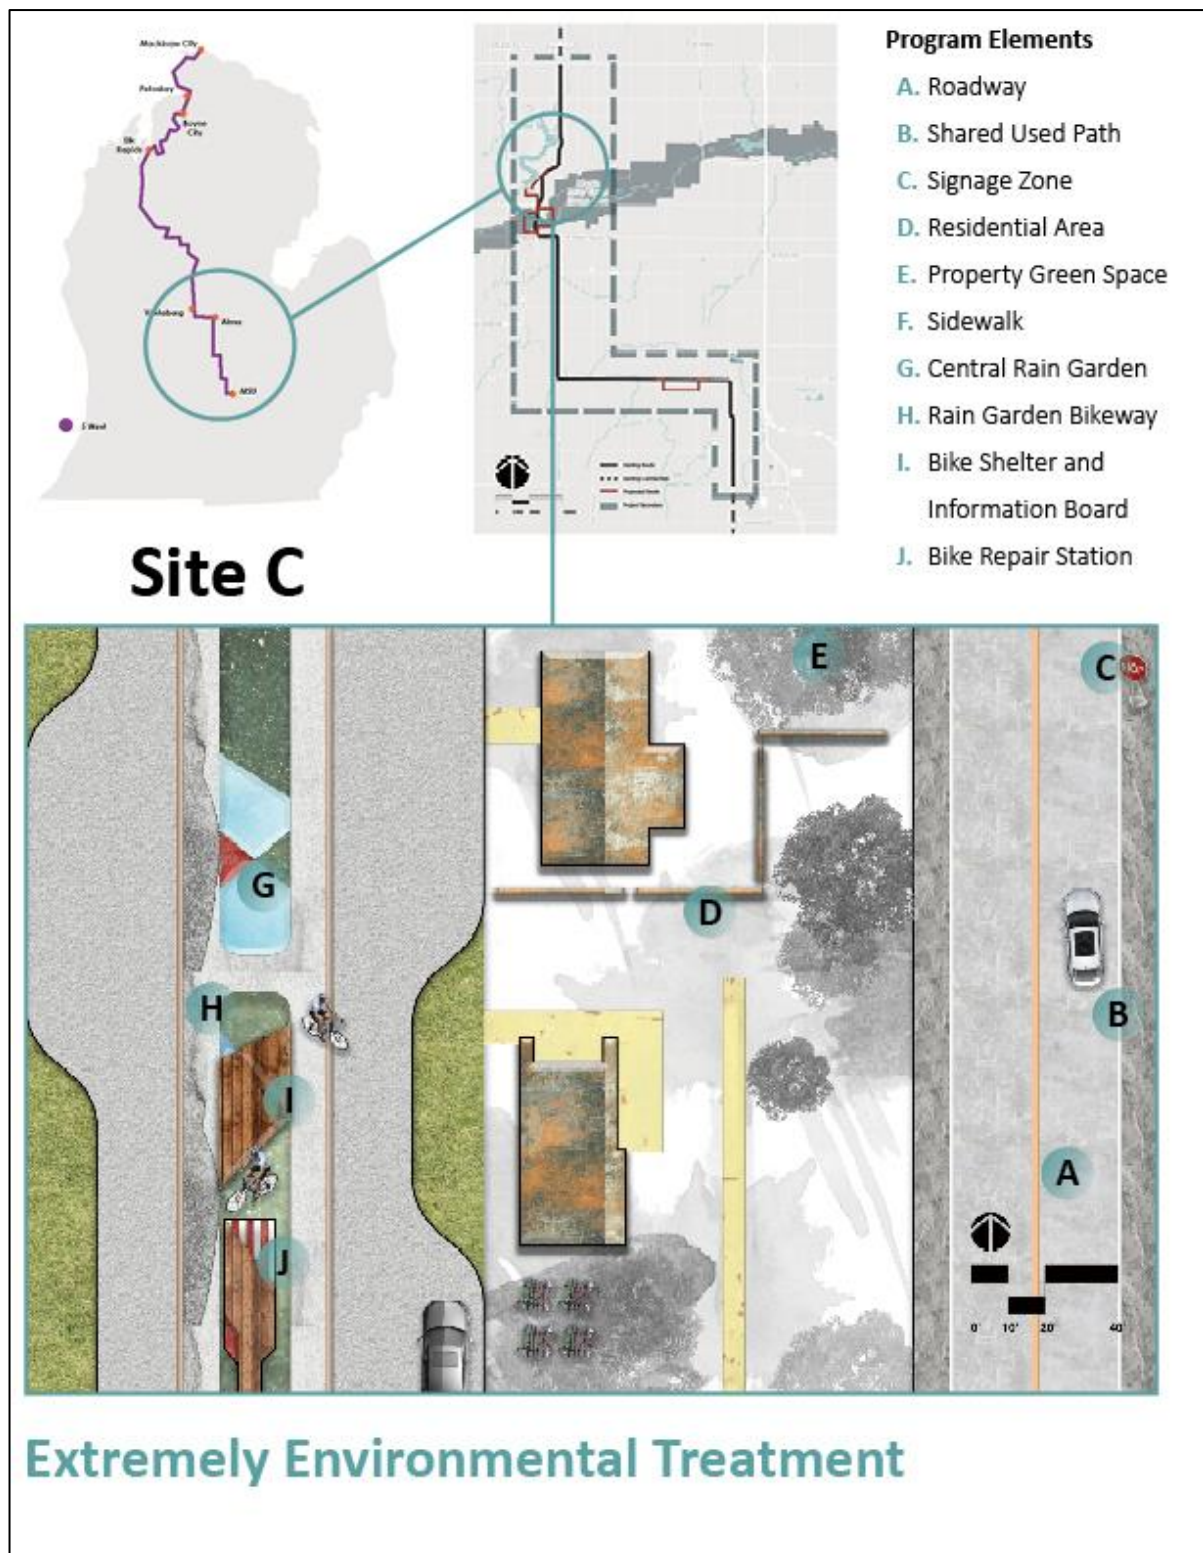 Mackinaw City
Petoskey
Boyne
City
Elk
Rapids
Alma
MSU
Program Elements
A. Roadway
B. Shared Used Path
C. Signage Zone
D. Residential Area
E. Property Green Space
F. Sidewalk
G. Central Rain Garden
H. Rain Garden Bikeway
I. Bike Shelter and
Information Board
J. Bike Repair Station
Site C
E
C
G
D
H
B
I
A
J
0' 10' 20' 40'
Extremely Environmental Treatment